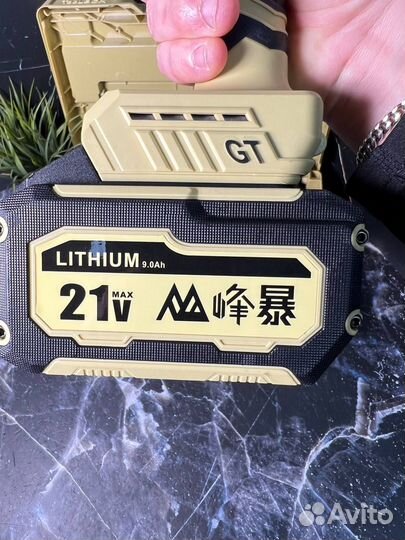 GT
LITHIUM 9.0Ah
21V MAX 峰暴
Avito